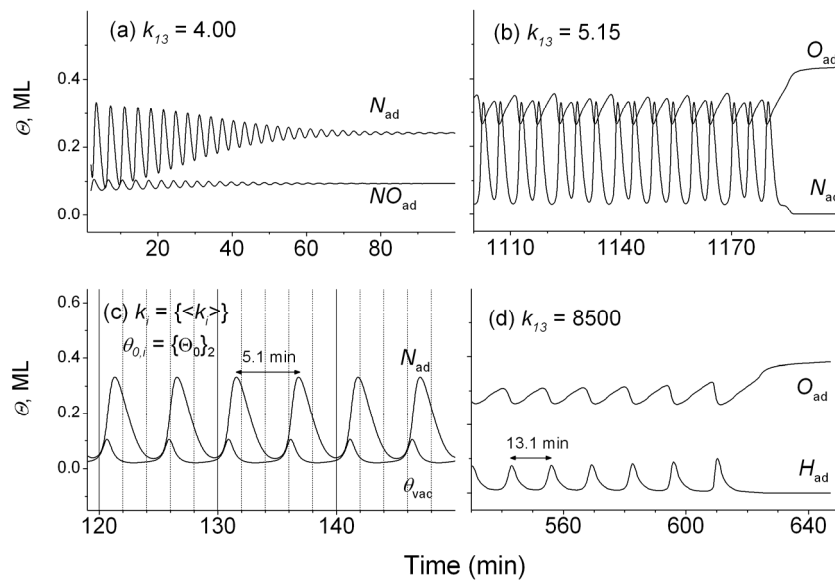 (a) k13 = 4.00
(b) k13 = 5.15
Θ, ML
0.4
0.2
0.0
Nad
NOad
20 40 60 80
Oad
Nad
1110 1140 1170
(c) ki = {<ki>}
θ0,i = {Θ0}2
(d) k13 = 8500
Θ, ML
0.6
0.4
0.2
0.0
5.1 min
Nad
θvac
120 130 140
Oad
13.1 min
Had
560 600 640
Time (min)